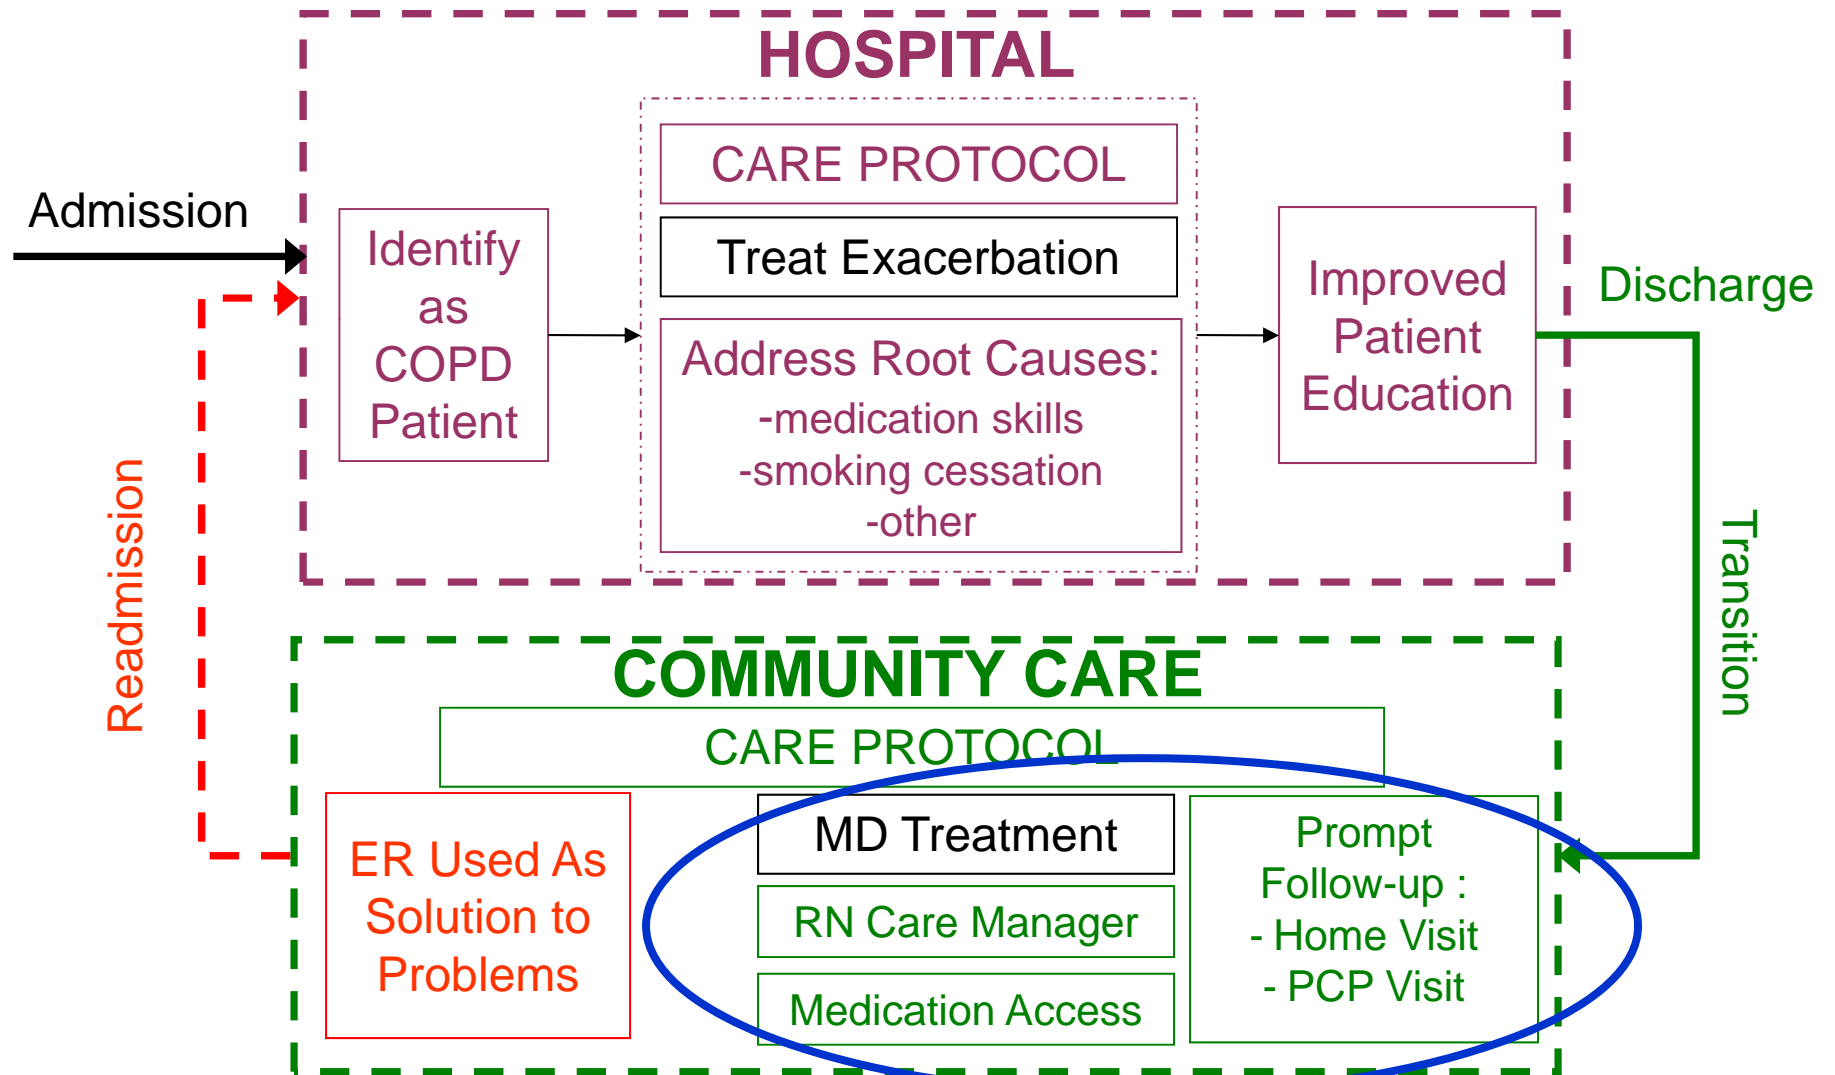 HOSPITAL
CARE PROTOCOL
Admission
Identify
as
COPD
Patient
Treat Exacerbation
Address Root Causes:
-medication skills
-smoking cessation
-other
Improved
Patient
Education
Discharge
Transition
Readmission
COMMUNITY CARE
CARE PROTOCOL
ER Used As
Solution to
Problems
MD Treatment
RN Care Manager
Medication Access
Prompt
Follow-up :
- Home Visit
- PCP Visit